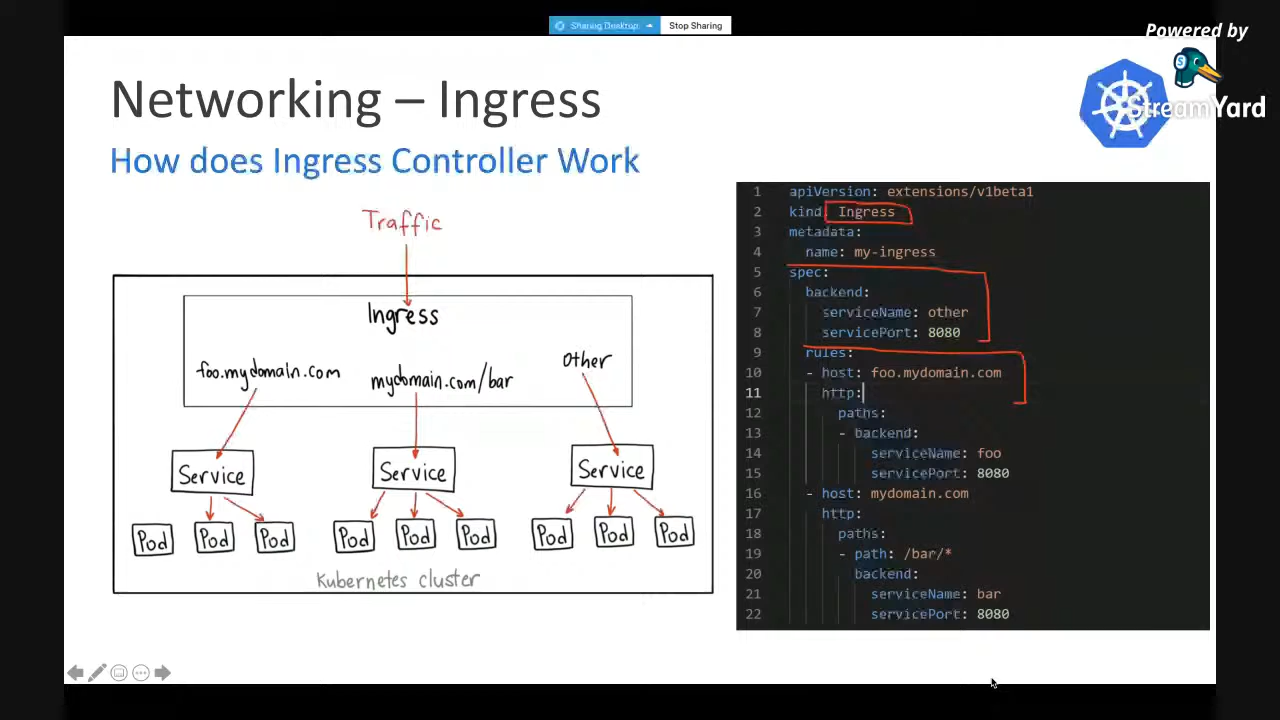 Sharing Desktop.
Stop Sharing
Powered by
StreamYard
Networking – Ingress
How does Ingress Controller Work
Traffic
Ingress
foo.mydomain.com
mydomain.com/bar
Other
Service
Service
Service
Pod
Pod
Pod
Pod
Pod
Pod
Pod
Pod
Pod
Kubernetes cluster
1 apiVersion: extensions/v1beta1
2 kind Ingress
3 metadata:
4 name: my-ingress
5 spec:
6 backend:
7 serviceName: other
8 servicePort: 8080
9 rules:
10 - host: foo.mydomain.com
11 http:
12 paths:
13 - backend:
14 serviceName: foo
15 servicePort: 8080
16 - host: mydomain.com
17 http:
18 paths:
19 - path: /bar/*
20 backend:
21 serviceName: bar
22 servicePort: 8080